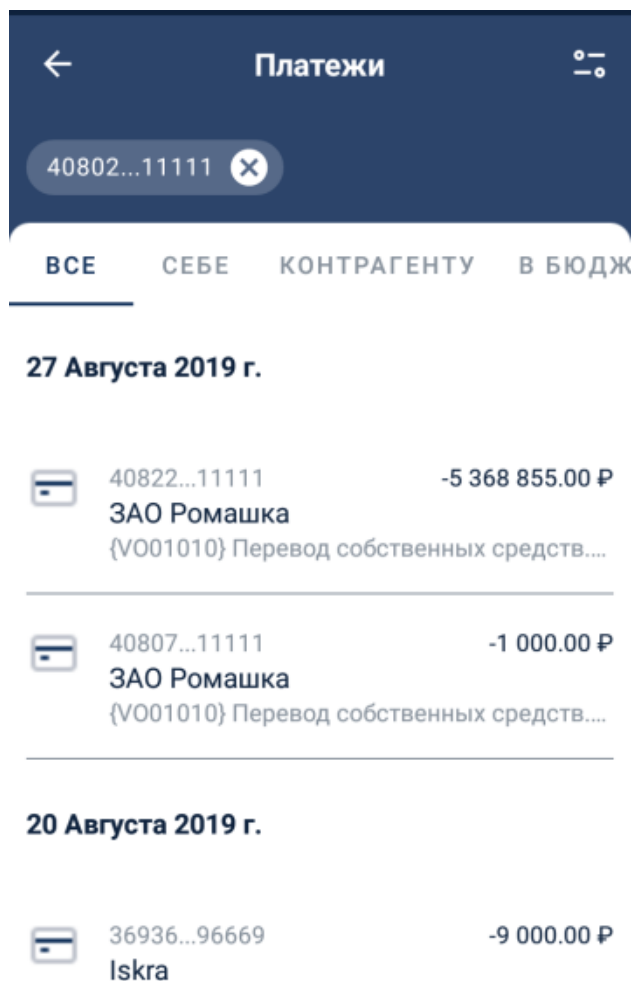 Платежи
40802...11111
ВСЕ СЕБЕ КОНТРАГЕНТУ В БЮДЖ
27 Августа 2019 г.
40822...11111 -5 368 855.00 ₽
ЗАО Ромашка
{VO01010} Перевод собственных средств....
40807...11111 -1 000.00 ₽
ЗАО Ромашка
{VO01010} Перевод собственных средств....
20 Августа 2019 г.
36936...96669 -9 000.00 ₽
Iskra